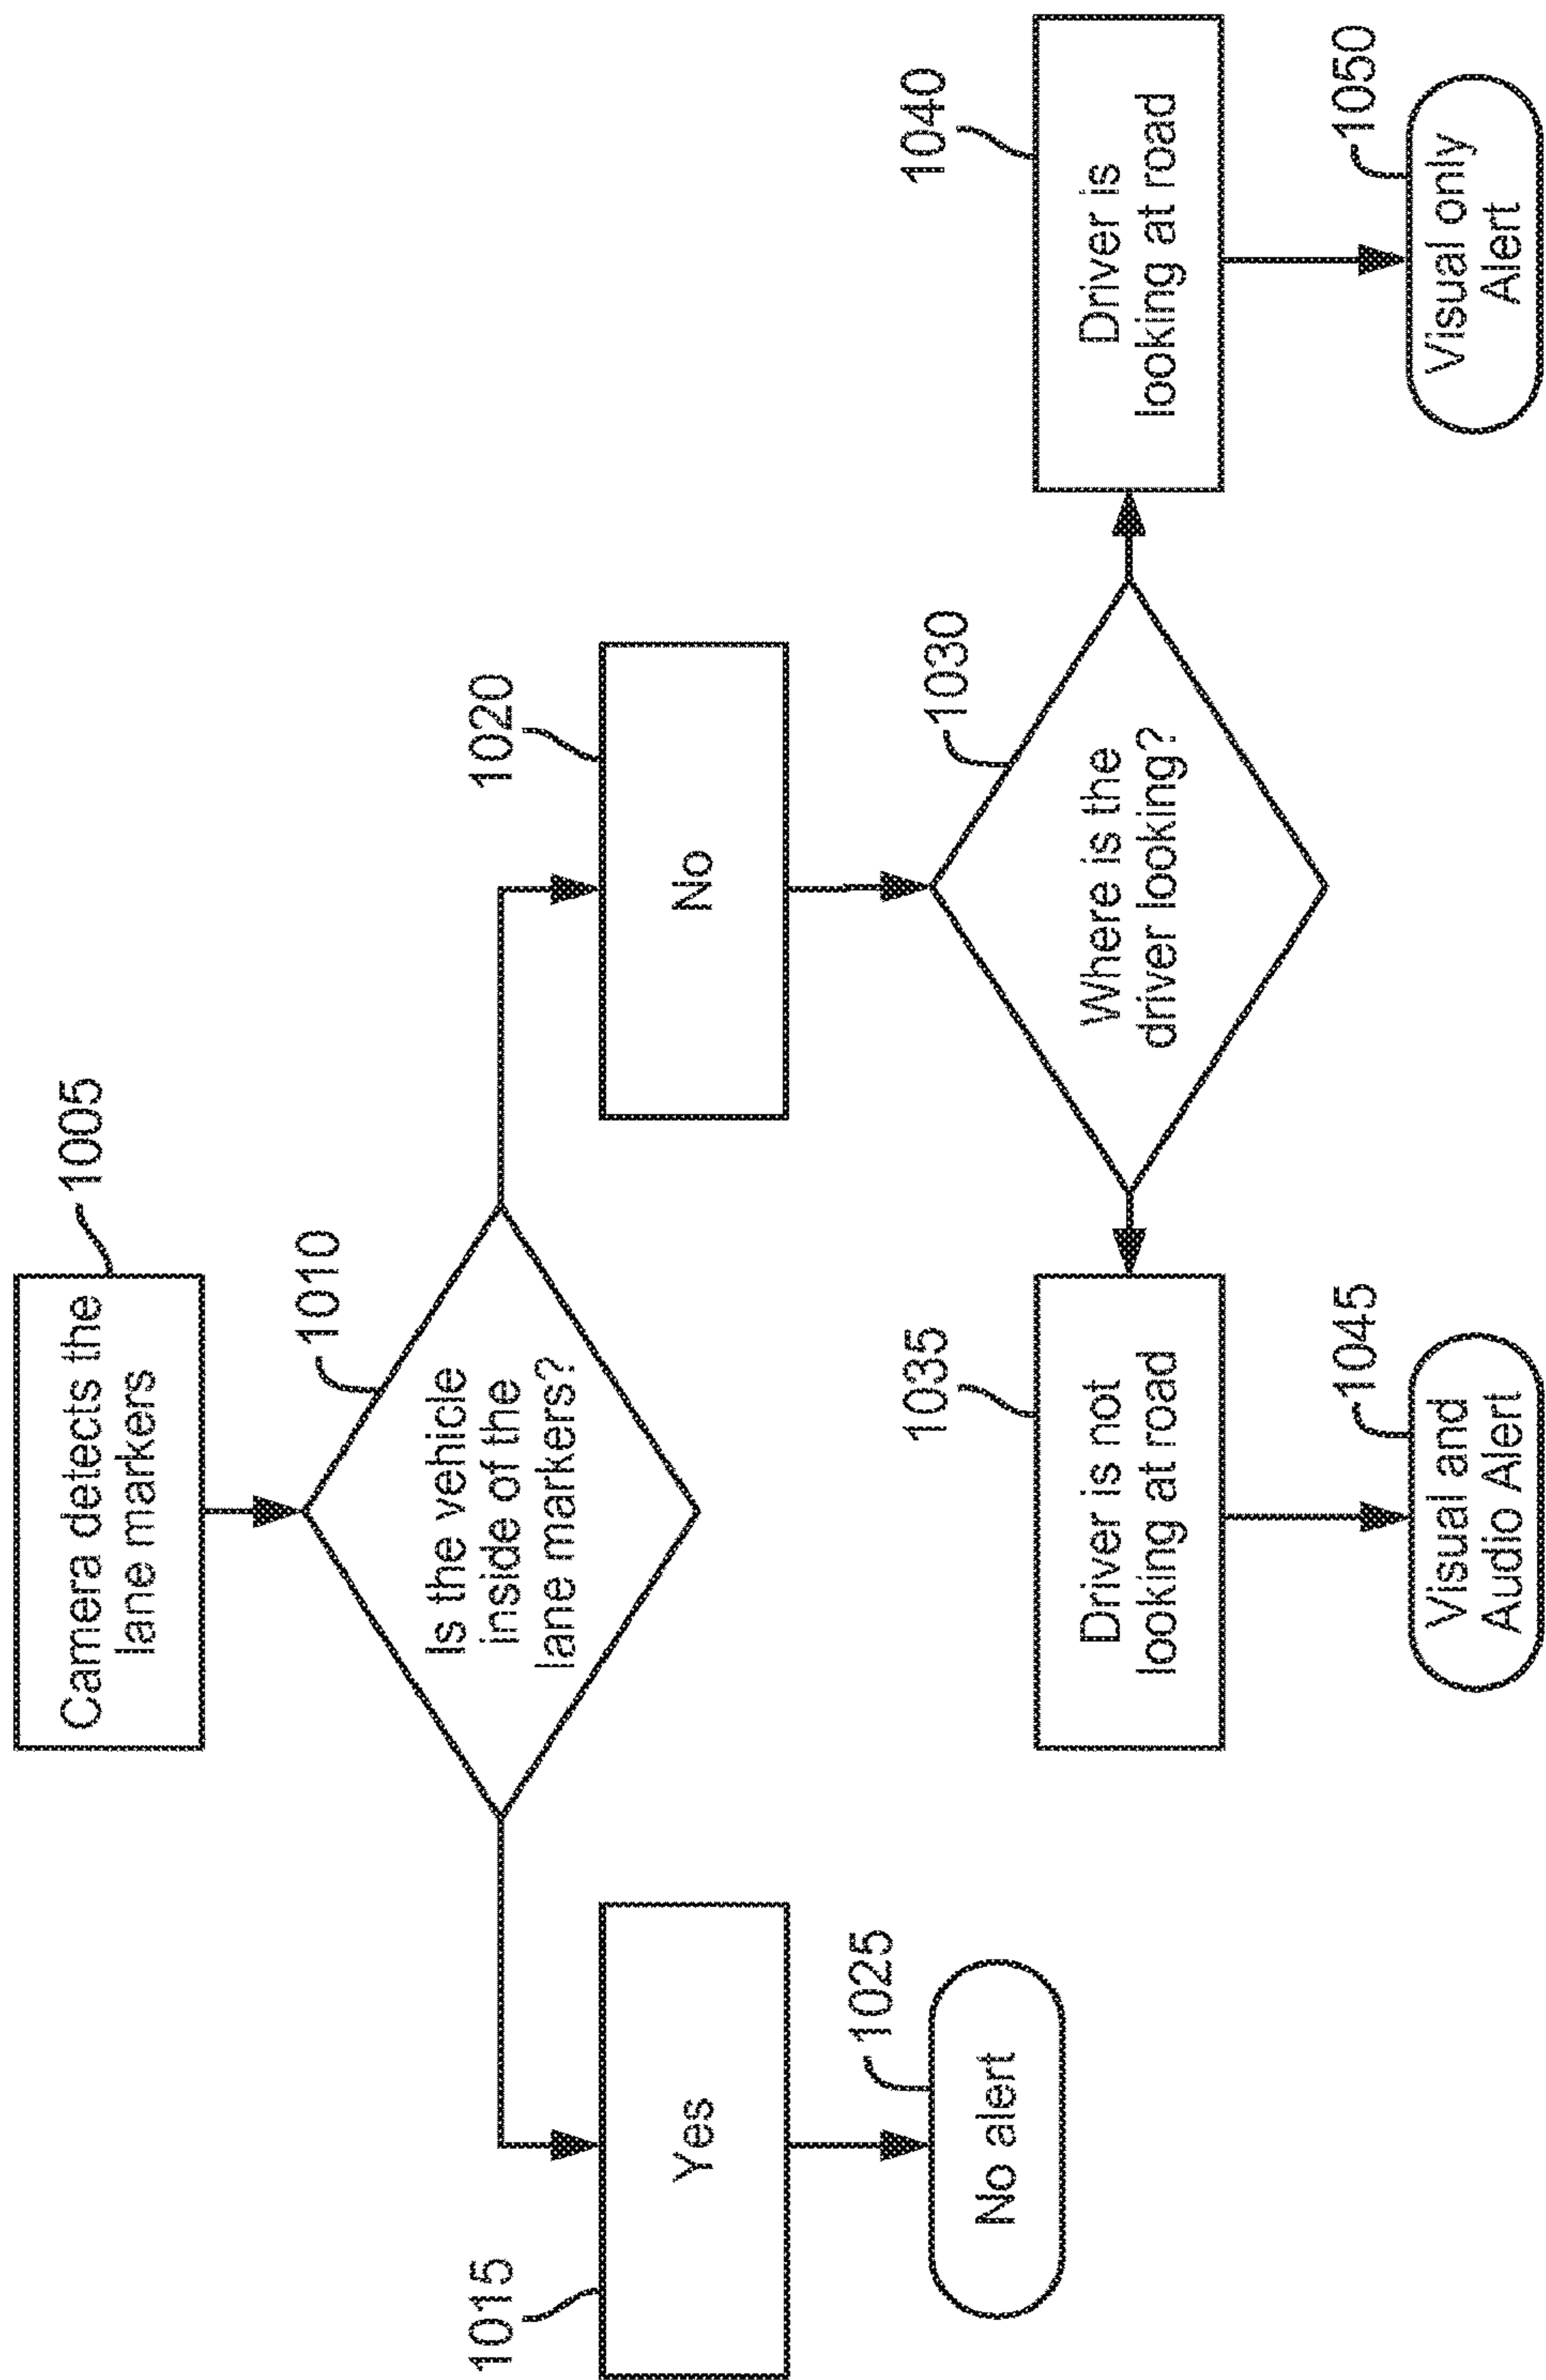 Camera detects the
lane markers
1005
Is the vehicle
inside of the
lane markers?
1010
1015
Yes
1020
No
1025
No alert
Where is the
driver looking?
1030
1035
Driver is not
looking at road
1040
Driver is
looking at road
1045
Visual and
Audio Alert
1050
Visual only
Alert